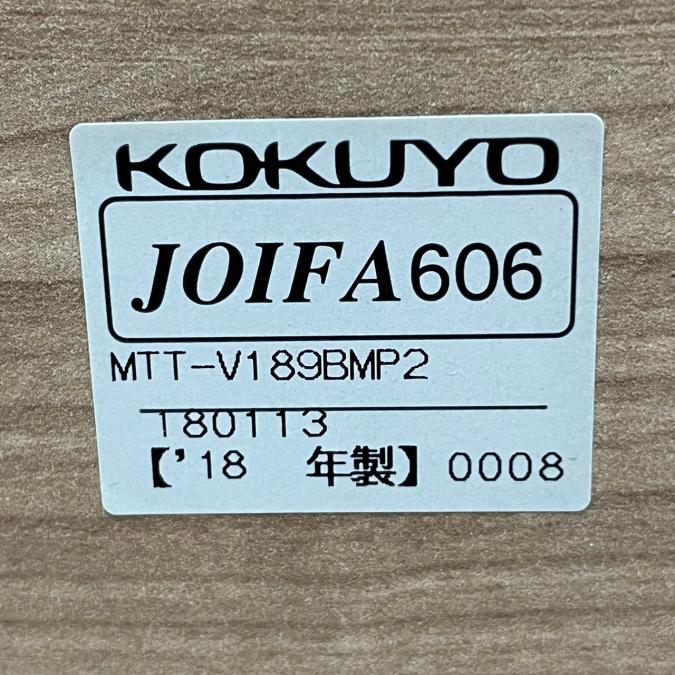 KOKUYO
JOIFA606
MTT-V189BMP2
180113
【'18 年製】 0008